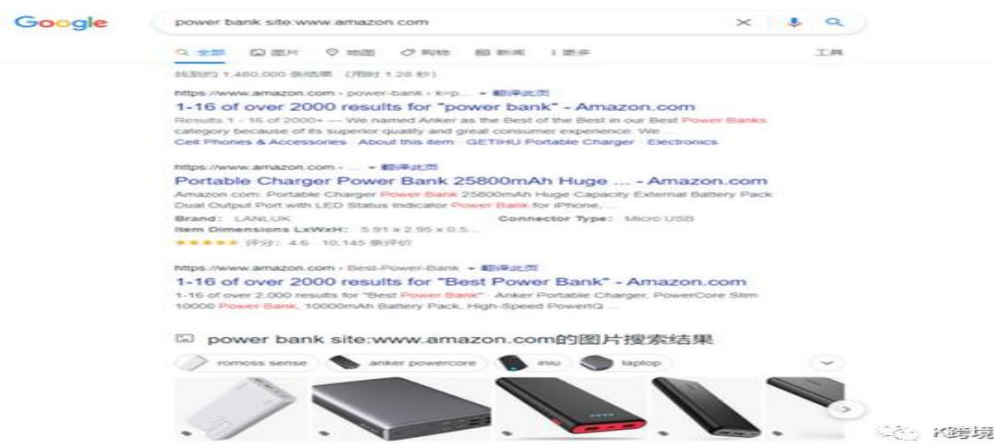 Google
power bank site:www.amazon.com
全部 图片 地图 购物 新闻 更多 工具
找到约 1,480,000 条结果 （用时 1.28 秒）
https://www.amazon.com › power-bank › k=p... 翻译此页
1-16 of over 2000 results for "power bank" - Amazon.com
Results 1 - 16 of 2000+ — We named Anker as the Best of the Best in our Best Power Banks
category because of its superior quality and great consumer experience. We ...
Cell Phones & Accessories · About this item · GETIHU Portable Charger · Electronics
https://www.amazon.com › ... 翻译此页
Portable Charger Power Bank 25800mAh Huge ... - Amazon.com
Amazon.com: Portable Charger Power Bank 25800mAh Huge Capacity External Battery Pack
Dual Output Port with LED Status Indicator Power Bank for iPhone, ...
Brand: LANLUK Connector Type: Micro USB
Item Dimensions LxWxH: 5.91 x 2.95 x 0.5...
评分：4.6 · 10,145 条评价
https://www.amazon.com › Best-Power-Bank 翻译此页
1-16 of over 2000 results for "Best Power Bank" - Amazon.com
1-16 of over 2,000 results for "Best Power Bank" · Anker Portable Charger, PowerCore Slim
10000 Power Bank, 10000mAh Battery Pack, High-Speed PowerIQ ...
power bank site:www.amazon.com的图片搜索结果
romoss sense anker powercore iniu laptop
K跨境